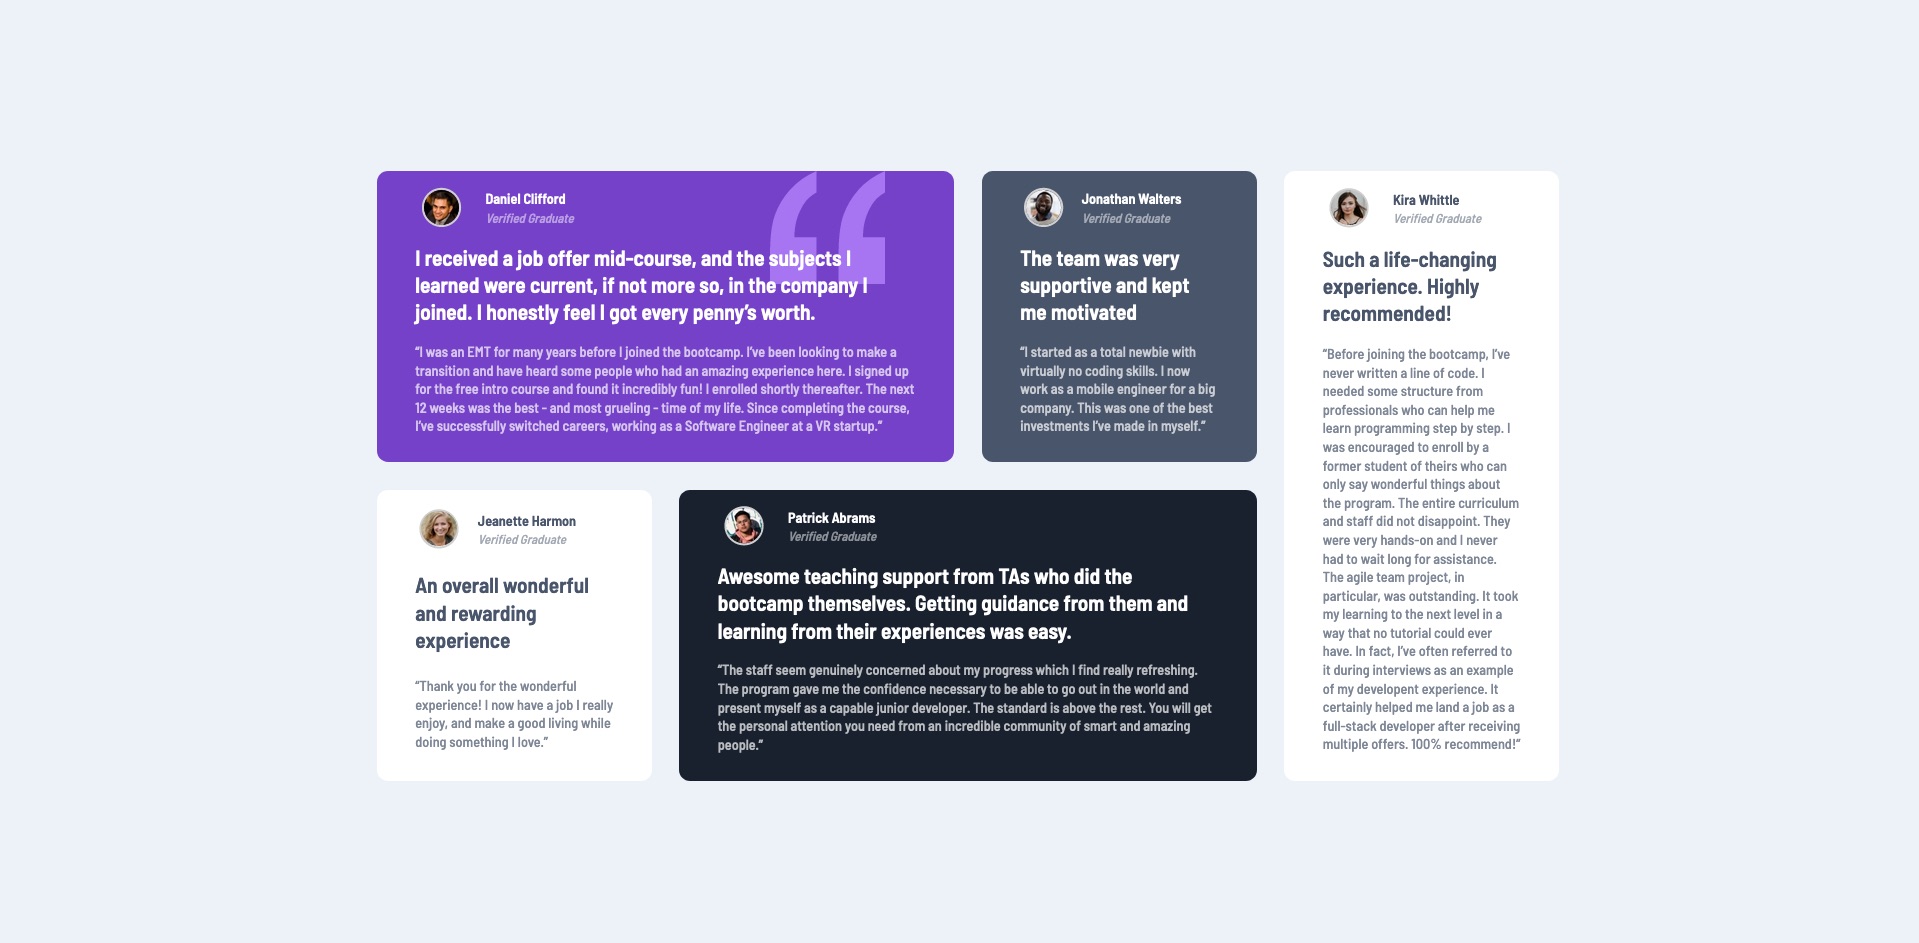 Daniel Clifford
Verified Graduate
I received a job offer mid-course, and the subjects I
learned were current, if not more so, in the company I
joined. I honestly feel I got every penny’s worth.
“I was an EMT for many years before I joined the bootcamp. I’ve been looking to make a
transition and have heard some people who had an amazing experience here. I signed up
for the free intro course and found it incredibly fun! I enrolled shortly thereafter. The next
12 weeks was the best - and most grueling - time of my life. Since completing the course,
I’ve successfully switched careers, working as a Software Engineer at a VR startup.”
Jonathan Walters
Verified Graduate
The team was very
supportive and kept
me motivated
“I started as a total newbie with
virtually no coding skills. I now
work as a mobile engineer for a big
company. This was one of the best
investments I’ve made in myself.”
Kira Whittle
Verified Graduate
Such a life-changing
experience. Highly
recommended!
“Before joining the bootcamp, I’ve
never written a line of code. I
needed some structure from
professionals who can help me
learn programming step by step. I
was encouraged to enroll by a
former student of theirs who can
only say wonderful things about
the program. The entire curriculum
and staff did not disappoint. They
were very hands-on and I never
had to wait long for assistance.
The agile team project, in
particular, was outstanding. It took
my learning to the next level in a
way that no tutorial could ever
have. In fact, I’ve often referred to
it during interviews as an example
of my developent experience. It
certainly helped me land a job as a
full-stack developer after receiving
multiple offers. 100% recommend!”
Jeanette Harmon
Verified Graduate
An overall wonderful
and rewarding
experience
“Thank you for the wonderful
experience! I now have a job I really
enjoy, and make a good living while
doing something I love.”
Patrick Abrams
Verified Graduate
Awesome teaching support from TAs who did the
bootcamp themselves. Getting guidance from them and
learning from their experiences was easy.
“The staff seem genuinely concerned about my progress which I find really refreshing.
The program gave me the confidence necessary to be able to go out in the world and
present myself as a capable junior developer. The standard is above the rest. You will get
the personal attention you need from an incredible community of smart and amazing
people.”